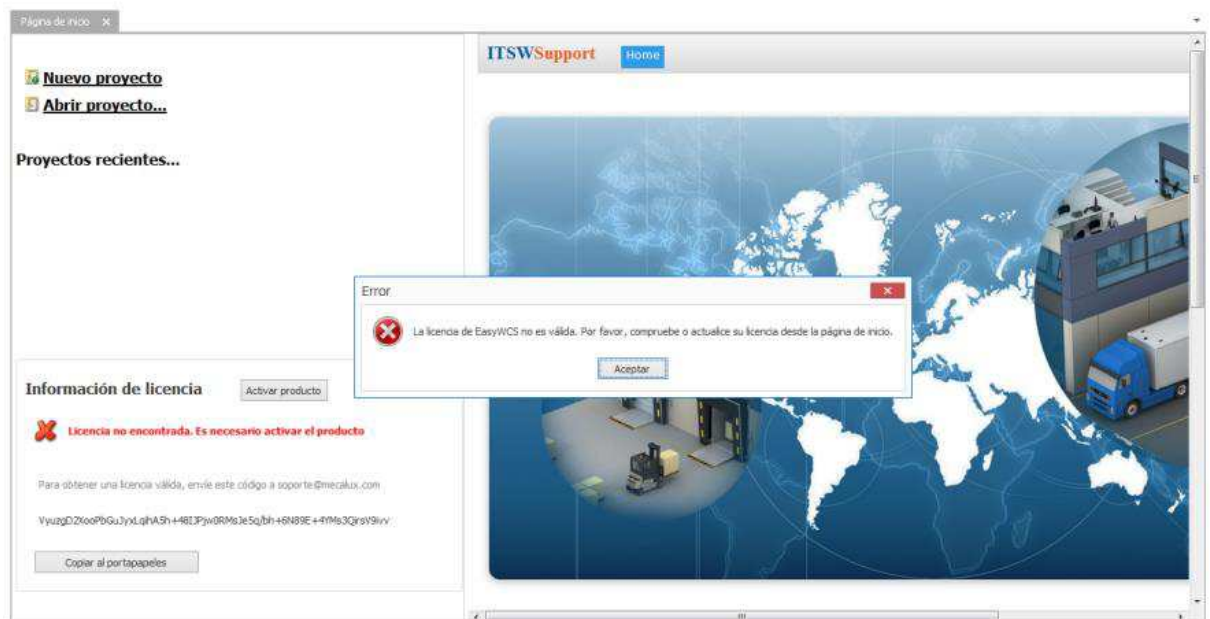 Página de inicio
ITSWSupport
Home
Nuevo proyecto
Abrir proyecto...
Proyectos recientes...
Error
La licencia de EasyWCS no es válida. Por favor, compruebe o actualice su licencia desde la página de inicio.
Aceptar
Información de licencia
Activar producto
Licencia no encontrada. Es necesario activar el producto
Para obtener una licencia válida, envíe este código a soporte@mecalux.com
Copiar al portapapeles